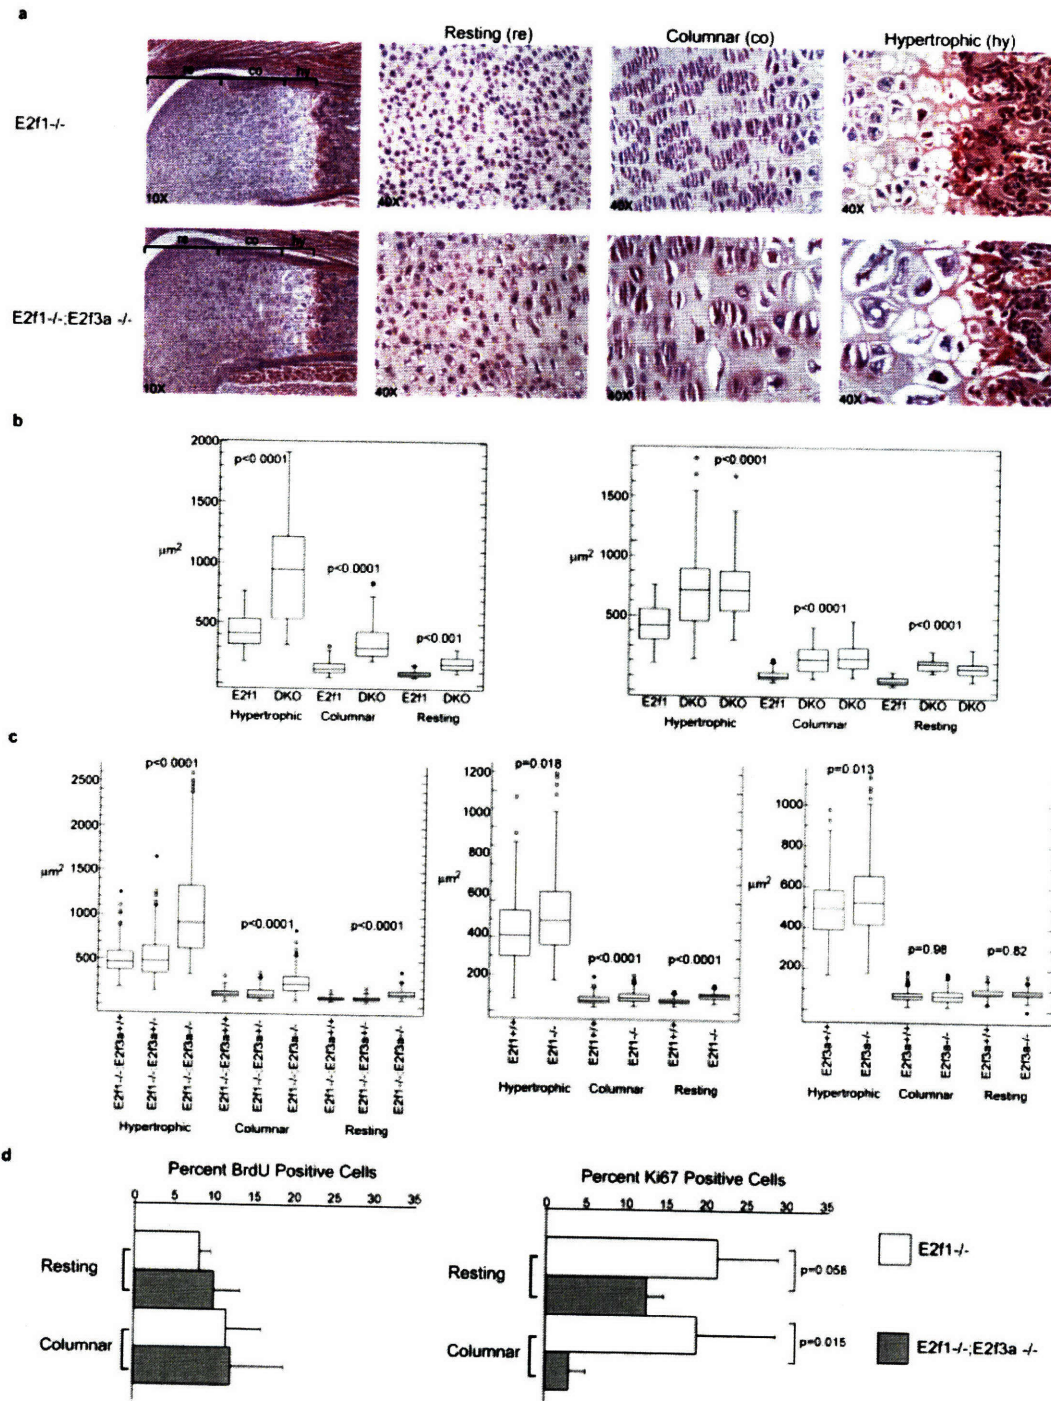 a
Resting (re)
Columnar (co)
Hypertrophic (hy)
E2f1-/-
re co hy
10X
40X
40X
40X
E2f1-/-;E2f3a -/-
re co hy
10X
40X
40X
40X
b
2000
1500
1000
500
µm²
p<0.0001
p<0.0001
p<0.001
E2f1 DKO E2f1 DKO E2f1 DKO
Hypertrophic Columnar Resting
2000
1500
1000
500
µm²
p<0.0001
p<0.0001
p<0.0001
E2f1 DKO DKO E2f1 DKO DKO E2f1 DKO DKO
Hypertrophic Columnar Resting
c
2500
2000
1500
1000
500
µm²
p<0.0001
p<0.0001
p<0.0001
E2f1-/-;E2f3a+/+
E2f1-/-;E2f3a+/-
E2f1-/-;E2f3a-/-
E2f1-/-;E2f3a+/+
E2f1-/-;E2f3a+/-
E2f1-/-;E2f3a-/-
E2f1-/-;E2f3a+/+
E2f1-/-;E2f3a+/-
E2f1-/-;E2f3a-/-
Hypertrophic Columnar Resting
1200
1000
800
600
400
200
µm²
p=0.018
p<0.0001
p<0.0001
E2f1+/+
E2f1-/-
E2f1+/+
E2f1-/-
E2f1+/+
E2f1-/-
Hypertrophic Columnar Resting
1000
800
600
400
200
µm²
p=0.013
p=0.98
p=0.82
E2f3a+/+
E2f3a-/-
E2f3a+/+
E2f3a-/-
E2f3a+/+
E2f3a-/-
Hypertrophic Columnar Resting
d
Percent BrdU Positive Cells
0 5 10 15 20 25 30 35
Resting
Columnar
Percent Ki67 Positive Cells
0 5 10 15 20 25 30 35
Resting
p=0.058
Columnar
p=0.015
E2f1-/-
E2f1-/-;E2f3a -/-